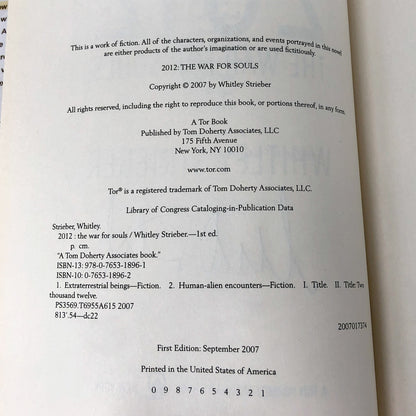 This is a work of fiction. All of the characters, organizations, and events portrayed in this novel
are either products of the author's imagination or are used fictitiously.
2012: THE WAR FOR SOULS
Copyright © 2007 by Whitley Strieber
All rights reserved, including the right to reproduce this book, or portions thereof, in any form.
A Tor Book
Published by Tom Doherty Associates, LLC
175 Fifth Avenue
New York, NY 10010
www.tor.com
Tor® is a registered trademark of Tom Doherty Associates, LLC.
Library of Congress Cataloging-in-Publication Data
Strieber, Whitley.
2012 : the war for souls / Whitley Strieber.—1st ed.
p. cm.
"A Tom Doherty Associates book."
ISBN-13: 978-0-7653-1896-1
ISBN-10: 0-7653-1896-2
1. Extraterrestrial beings—Fiction. 2. Human-alien encounters—Fiction. I. Title. II. Title: Two
thousand twelve.
PS3569.T6955A615 2007
813'.54—dc22
2007017374
First Edition: September 2007
Printed in the United States of America
0 9 8 7 6 5 4 3 2 1